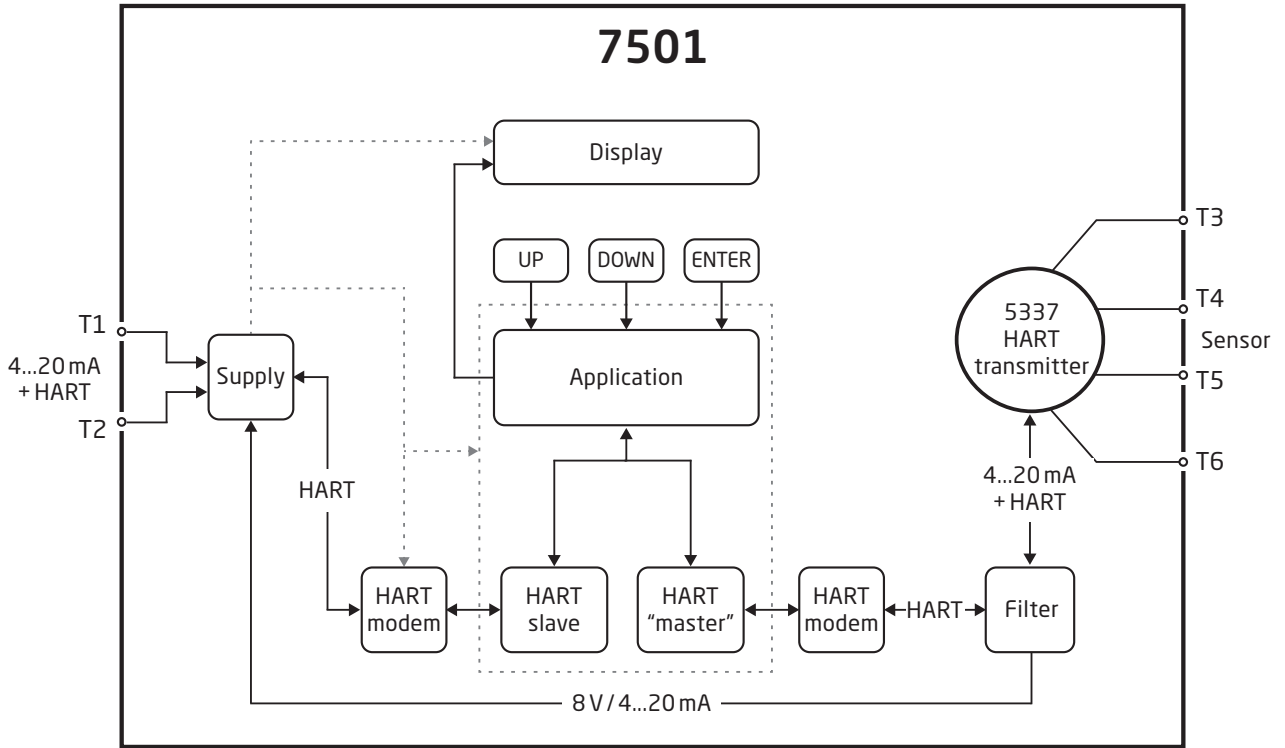 7501
Display
UP
DOWN
ENTER
T1
4...20 mA
+ HART
T2
Supply
Application
HART
HART
modem
HART
slave
HART
“master”
HART
modem
HART
Filter
5337
HART
transmitter
4...20 mA
+ HART
T3
T4
Sensor
T5
T6
8 V / 4...20 mA